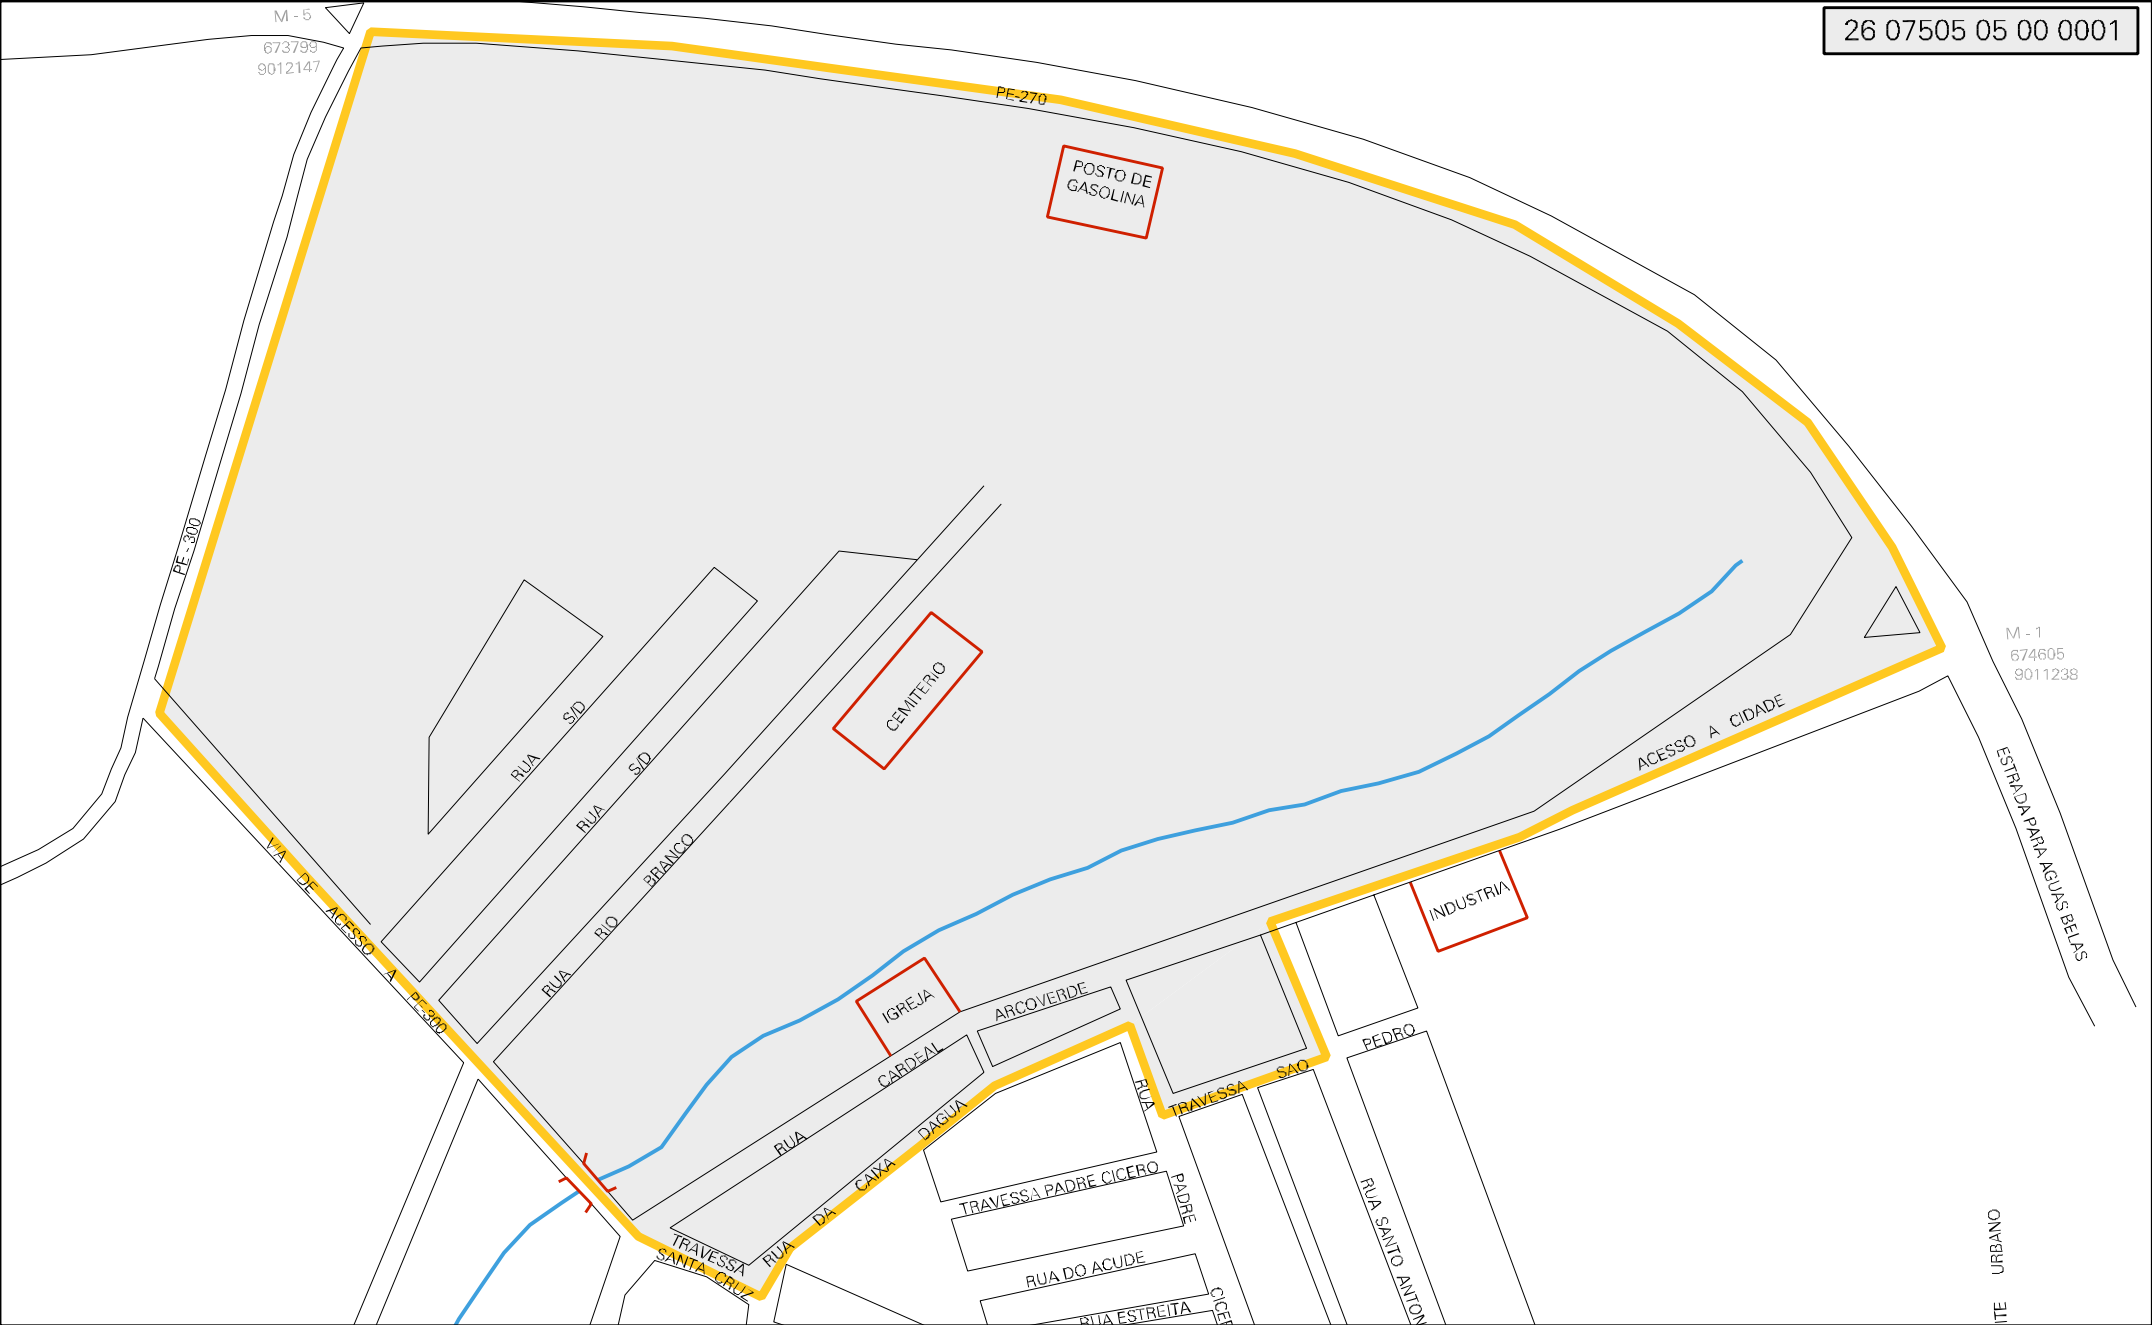 M - 5
673799
9012147
26 07505 05 00 0001
PE-270
POSTO DE
GASOLINA
PE - 300
M - 1
674605
9011238
CEMITERIO
RUA S/D
RUA S/D
RUA RIO BRANCO
ACESSO A CIDADE
ESTRADA PARA AGUAS BELAS
VIA DE ACESSO A PE-300
INDUSTRIA
IGREJA
RUA CARDEAL ARCOVERDE
TRAVESSA SAO PEDRO
RUA DA CAIXA DAGUA
TRAVESSA
SANTA CRUZ
RUA PADRE CICER
TRAVESSA PADRE CICERO
RUA DO ACUDE
RUA ESTREITA
RUA SANTO ANTON
ITE URBANO